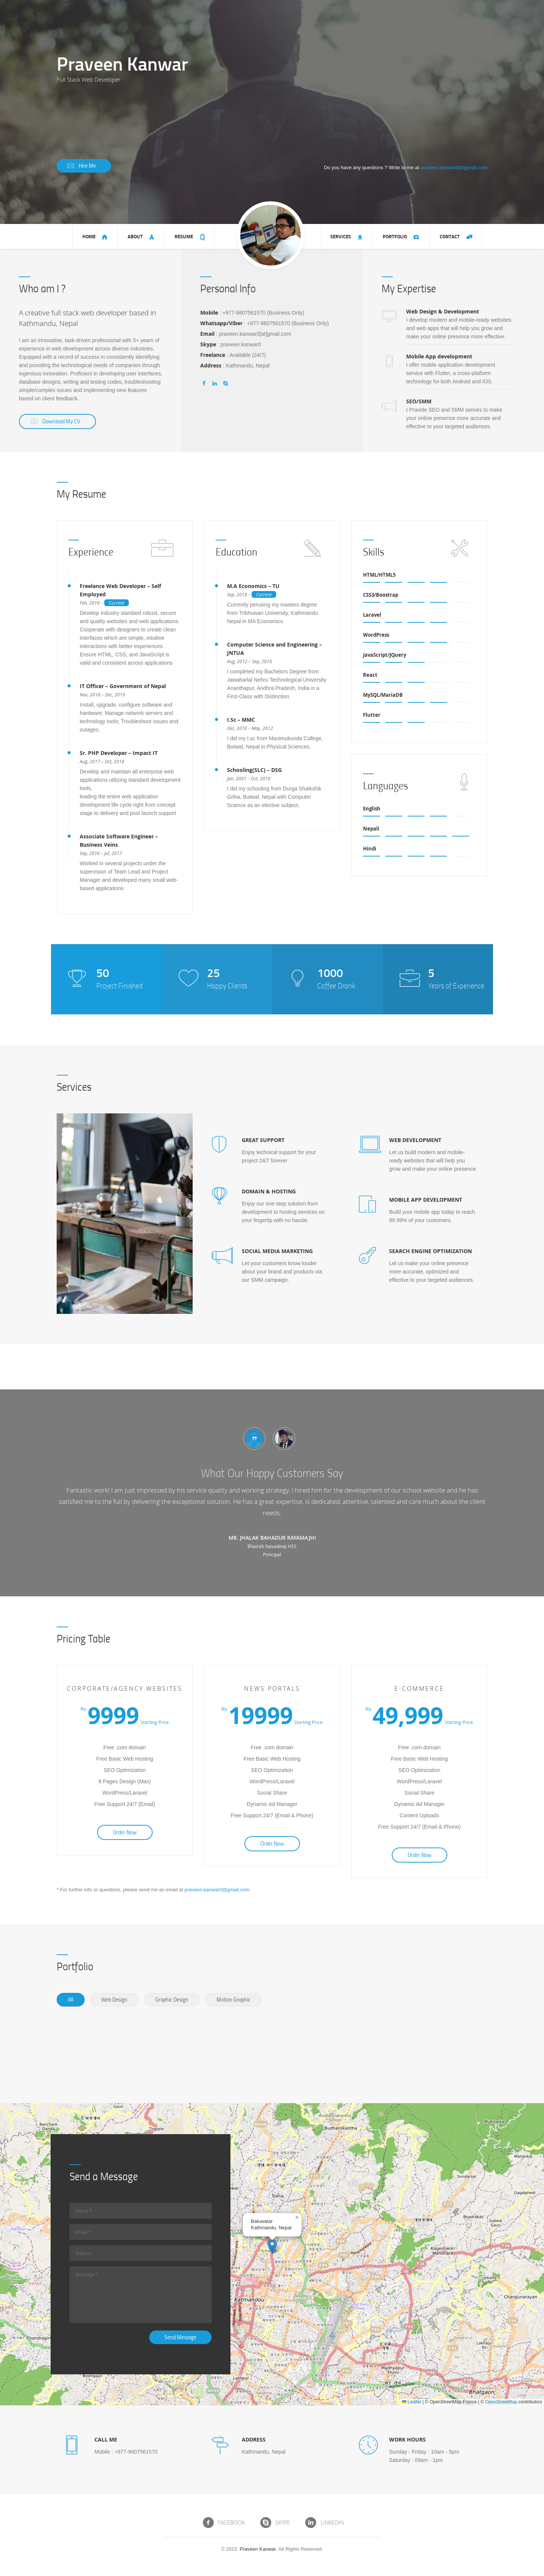 Praveen Kanwar
Full Stack Web Developer
Hire Me
Do you have any questions ? Write to me at praveen.kanwar0[at]gmail.com
HOME
ABOUT
RESUME
SERVICES
PORTFOLIO
CONTACT
Who am I ?
A creative full stack web developer based in
Kathmandu, Nepal
I am an innovative, task-driven professional with 5+ years of
experience in web development across diverse industries.
Equipped with a record of success in consistently identifying
and providing the technological needs of companies through
ingenious innovation. Proficient in developing user interfaces,
database designs, writing and testing codes, troubleshooting
simple/complex issues and implementing new features
based on client feedback.
Download My CV
Personal Info
Mobile : +977-9807561570 (Business Only)
Whatsapp/Viber : +977-9807561570 (Business Only)
Email : praveen.kanwar0[at]gmail.com
Skype : praveen.kanwar0
Freelance : Available (24/7)
Address : Kathmandu, Nepal
My Expertise
Web Design & Development
I develop modern and mobile-ready websites
and web apps that will help you grow and
make your online presence more effective.
Mobile App development
I offer mobile application development
service with Flutter, a cross-platform
technology for both Android and IOS.
SEO/SMM
I Provide SEO and SMM serives to make
your online presence more accurate and
effective to your targeted audiences.
My Resume
Experience
Freelance Web Developer – Self
Employed
Feb, 2016 - Current
Develop industry standard robust, secure
and quality websites and web applications.
Cooperate with designers to create clean
interfaces which are simple, intuitive
interactions with better experiences.
Ensure HTML, CSS, and JavaScript is
valid and consistent across applications
IT Officer – Government of Nepal
Nov, 2018 – Dec, 2019
Install, upgrade, configure software and
hardware; Manage network servers and
technology tools; Troubleshoot issues and
outages.
Sr. PHP Developer – Impact IT
Aug, 2017 – Oct, 2018
Develop and maintain all enterprise web
applications utilizing standard development
tools,
leading the entire web application
development life cycle right from concept
stage to delivery and post launch support
Associate Software Engineer –
Business Veins
Sep, 2016 – Jul, 2017
Worked in several projects under the
supervision of Team Lead and Project
Manager and developed many small web-
based applications
Education
M.A Economics – TU
Sep, 2016 - Current
Currently perusing my masters degree
from Tribhuwan University, Kathmandu
Nepal in MA Economics.
Computer Science and Engineering –
JNTUA
Aug, 2012 – Sep, 2016
I completed my Bachelors Degree from
Jawaharlal Nehru Technological University
Ananthapur, Andhra Pradesh, India in a
First-Class with Distinction.
I.Sc – MMC
Dec, 2010 – May, 2012
I did my I.sc from Manimukunda College,
Butwal, Nepal in Physical Sciences.
Schooling(SLC) – DSG
Jan, 2001 – Oct, 2010
I did my schooling from Durga Shaikshik
Griha, Butwal, Nepal with Computer
Science as an elective subject.
Skills
HTML/HTML5
CSS3/Boostrap
Laravel
WordPress
JavaScript/JQuery
React
MySQL/MariaDB
Flutter
Languages
English
Nepali
Hindi
50
Project Finished
25
Happy Clients
1000
Coffee Drank
5
Years of Experience
Services
GREAT SUPPORT
Enjoy technical support for your
project 24/7 forever
DOMAIN & HOSTING
Enjoy our one-stop solution from
development to hosting services on
your fingertip with no hassle.
SOCIAL MEDIA MARKETING
Let your customers know louder
about your brand and products via
our SMM campaign.
WEB DEVELOPMENT
Let us build modern and mobile-
ready websites that will help you
grow and make your online presence.
MOBILE APP DEVELOPMENT
Build your mobile app today to reach
99.99% of your customers.
SEARCH ENGINE OPTIMIZATION
Let us make your online presence
more accurate, optimized and
effective to your targeted audiences.
What Our Happy Customers Say
Fantastic work! I am just impressed by his service quality and working strategy. I hired him for the development of our school website and he has
satisfied me to the full by delivering the exceptional solution. He has a great expertise, is dedicated, attentive, talented and care much about the client
needs.
MR. JHALAK BAHADUR RAYAMAJHI
Bhairab Navadeep HSS
Principal
Pricing Table
CORPORATE/AGENCY WEBSITES
Rs 9999 Starting Price
Free .com domain
Free Basic Web Hosting
SEO Optimization
8 Pages Design (Max)
WordPress/Laravel
Free Support 24/7 (Email)
Order Now
NEWS PORTALS
Rs 19999 Starting Price
Free .com domain
Free Basic Web Hosting
SEO Optimization
WordPress/Laravel
Social Share
Dynamic Ad Manager
Free Support 24/7 (Email & Phone)
Order Now
E-COMMERCE
Rs 49,999 Starting Price
Free .com domain
Free Basic Web Hosting
SEO Optimization
WordPress/Laravel
Social Share
Dynamic Ad Manager
Content Uploads
Free Support 24/7 (Email & Phone)
Order Now
* For further info or questions, please send me an email at praveen.kanwar0@gmail.com
Portfolio
All
Web Design
Graphic Design
Motion Graphic
Send a Message
Name *
Email *
Subject
Message *
Send Message
Baluwatar
Kathmandu, Nepal
×
Budhanilkantha
Kathmandu
Changunarayan
Bhaktapur
Leaflet | © OpenStreetMap France | © OpenStreetMap contributors
CALL ME
Mobile : +977-9807561570
ADDRESS
Kathmandu, Nepal
WORK HOURS
Sunday - Friday : 10am - 5pm
Saturday : 09am - 1pm
FACEBOOK
SKYPE
LINKEDIN
© 2023. Praveen Kanwar. All Rights Reserved.